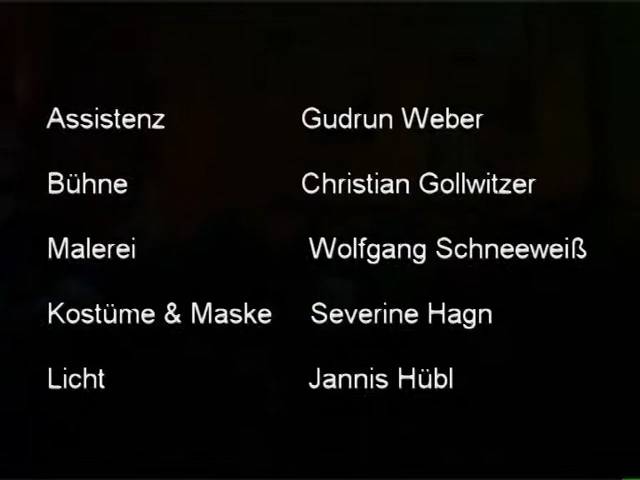 Assistenz Gudrun Weber
Bühne Christian Gollwitzer
Malerei Wolfgang Schneeweiß
Kostüme & Maske Severine Hagn
Licht Jannis Hübl